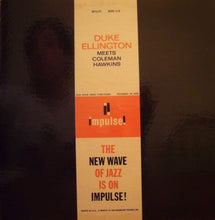 DUKE
ELLINGTON
MEETS
COLEMAN
HAWKINS
impulse!
THE
NEW WAVE
OF JAZZ
IS ON
IMPULSE!